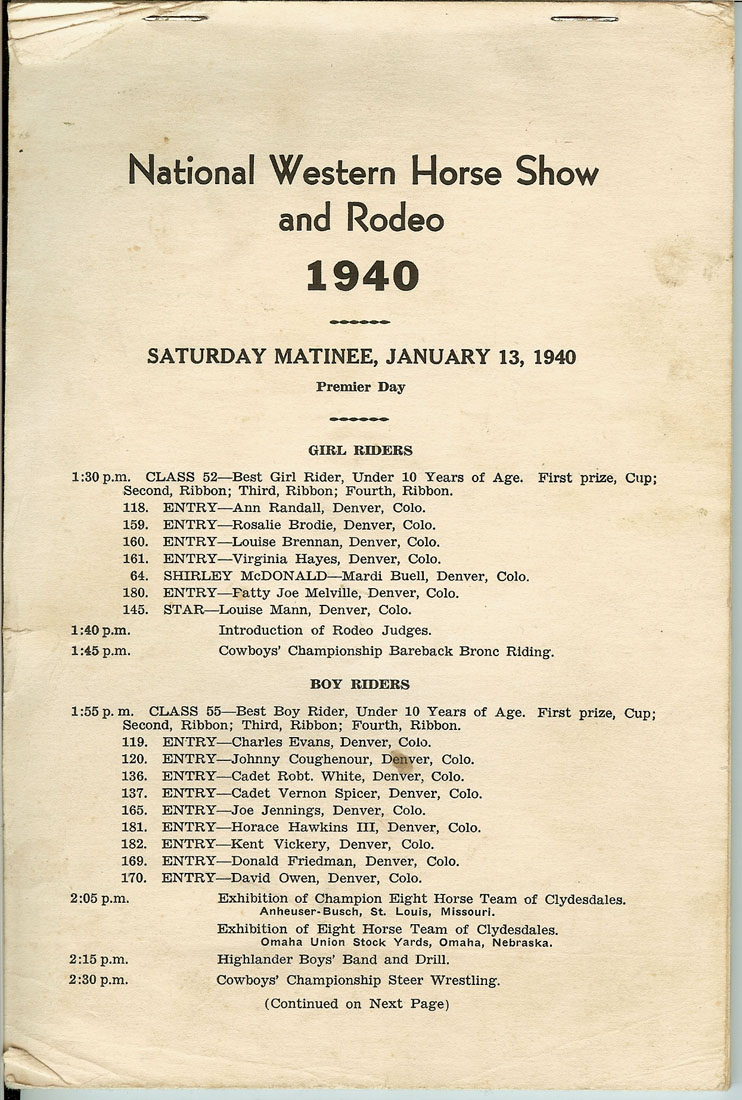 National Western Horse Show
and Rodeo
1940
SATURDAY MATINEE, JANUARY 13, 1940
Premier Day
GIRL RIDERS
1:30 p.m. CLASS 52—Best Girl Rider, Under 10 Years of Age. First prize, Cup;
Second, Ribbon; Third, Ribbon; Fourth, Ribbon.
118. ENTRY—Ann Randall, Denver, Colo.
159. ENTRY—Rosalie Brodie, Denver, Colo.
160. ENTRY—Louise Brennan, Denver, Colo.
161. ENTRY—Virginia Hayes, Denver, Colo.
64. SHIRLEY McDONALD—Mardi Buell, Denver, Colo.
180. ENTRY—Fatty Joe Melville, Denver, Colo.
145. STAR—Louise Mann, Denver, Colo.
1:40 p.m. Introduction of Rodeo Judges.
1:45 p.m. Cowboys' Championship Bareback Bronc Riding.
BOY RIDERS
1:55 p. m. CLASS 55—Best Boy Rider, Under 10 Years of Age. First prize, Cup;
Second, Ribbon; Third, Ribbon; Fourth, Ribbon.
119. ENTRY—Charles Evans, Denver, Colo.
120. ENTRY—Johnny Coughenour, Denver, Colo.
136. ENTRY—Cadet Robt. White, Denver, Colo.
137. ENTRY—Cadet Vernon Spicer, Denver, Colo.
165. ENTRY—Joe Jennings, Denver, Colo.
181. ENTRY—Horace Hawkins III, Denver, Colo.
182. ENTRY—Kent Vickery, Denver, Colo.
169. ENTRY—Donald Friedman, Denver, Colo.
170. ENTRY—David Owen, Denver, Colo.
2:05 p.m. Exhibition of Champion Eight Horse Team of Clydesdales.
Anheuser-Busch, St. Louis, Missouri.
Exhibition of Eight Horse Team of Clydesdales.
Omaha Union Stock Yards, Omaha, Nebraska.
2:15 p.m. Highlander Boys' Band and Drill.
2:30 p.m. Cowboys' Championship Steer Wrestling.
(Continued on Next Page)